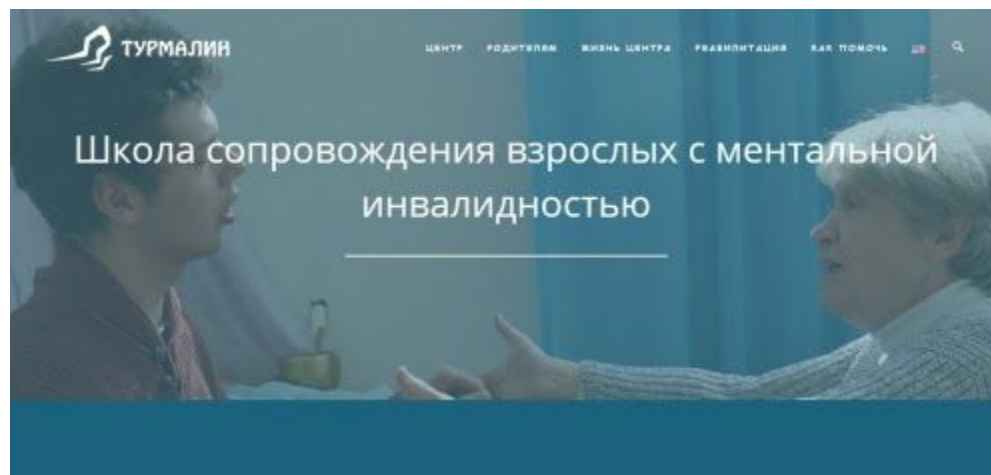 ТУРМАЛИН
ЦЕНТР РОДИТЕЛЯМ ЖИЗНЬ ЦЕНТРА РЕАБИЛИТАЦИЯ КАК ПОМОЧЬ
Школа сопровождения взрослых с ментальной
инвалидностью